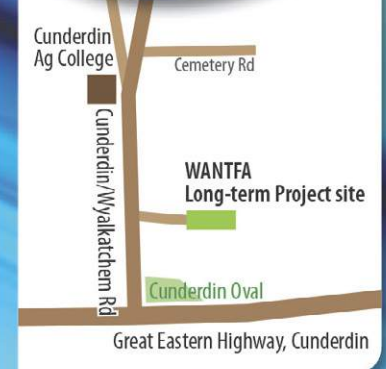 Cunderdin
Ag College
Cemetery Rd
Cunderdin/Wyalkatchem Rd
WANTFA
Long-term Project site
Cunderdin Oval
Great Eastern Highway, Cunderdin